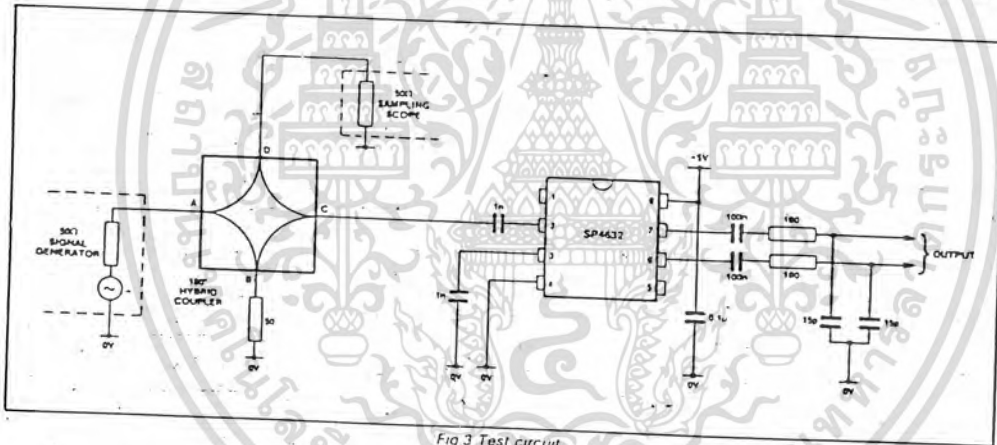 50Ω
SAMPLING
SCOPE
D
A
C
50Ω
SIGNAL
GENERATOR
B
180°
HYBRID
COUPLER
50
0V
0V
0V
1n
1n
1
2
3
4
SP4632
8
7
6
5
0V
0V
100n
100n
180
180
OUTPUT
0.1µ
15p
15p
0V
0V
Fig 3 Test circuit